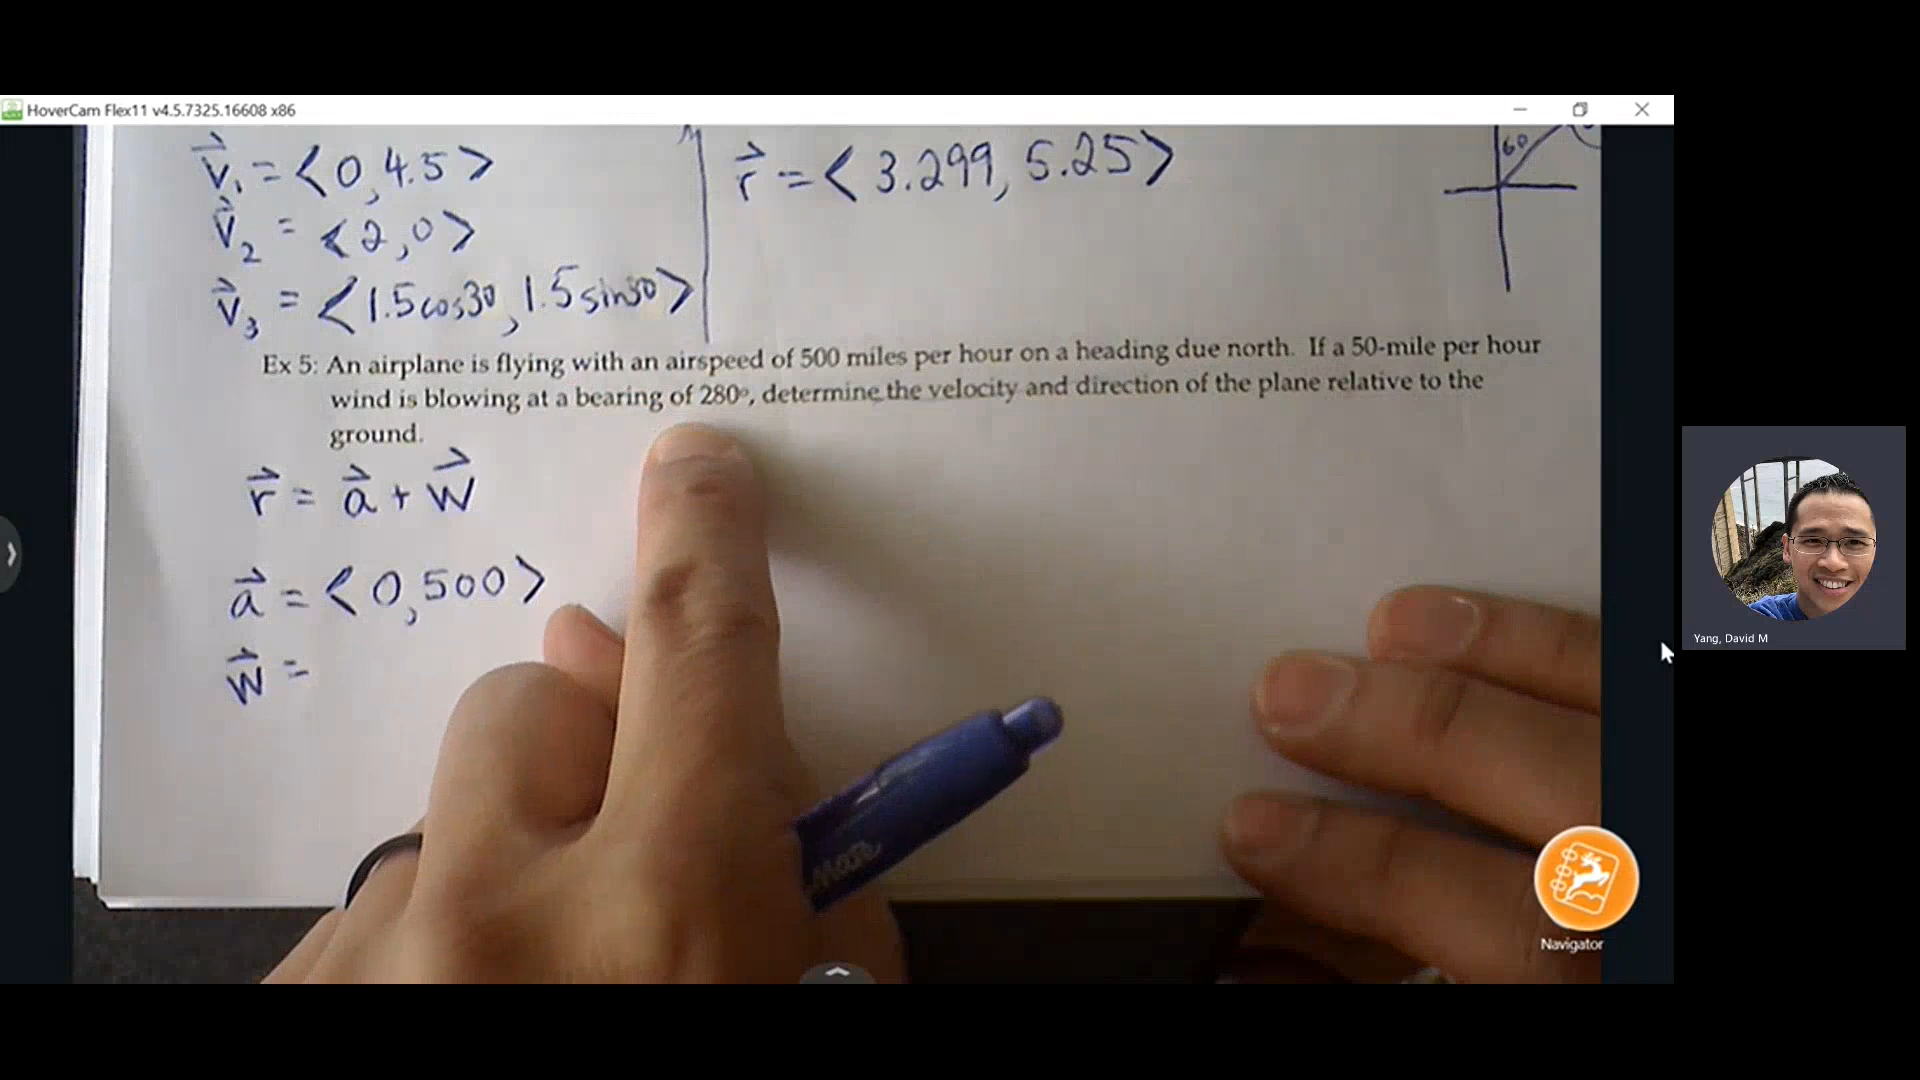 HoverCam Flex11 v4.5.7325.16608 x86
v₁ = <0, 4.5>
v₂ = <2, 0>
v₃ = <1.5cos30, 1.5sin30>
r = <3.299, 5.25>
60
Ex 5: An airplane is flying with an airspeed of 500 miles per hour on a heading due north. If a 50-mile per hour
wind is blowing at a bearing of 280°, determine the velocity and direction of the plane relative to the
ground.
r = a + w
a = <0, 500>
w =
Navigator
Yang, David M